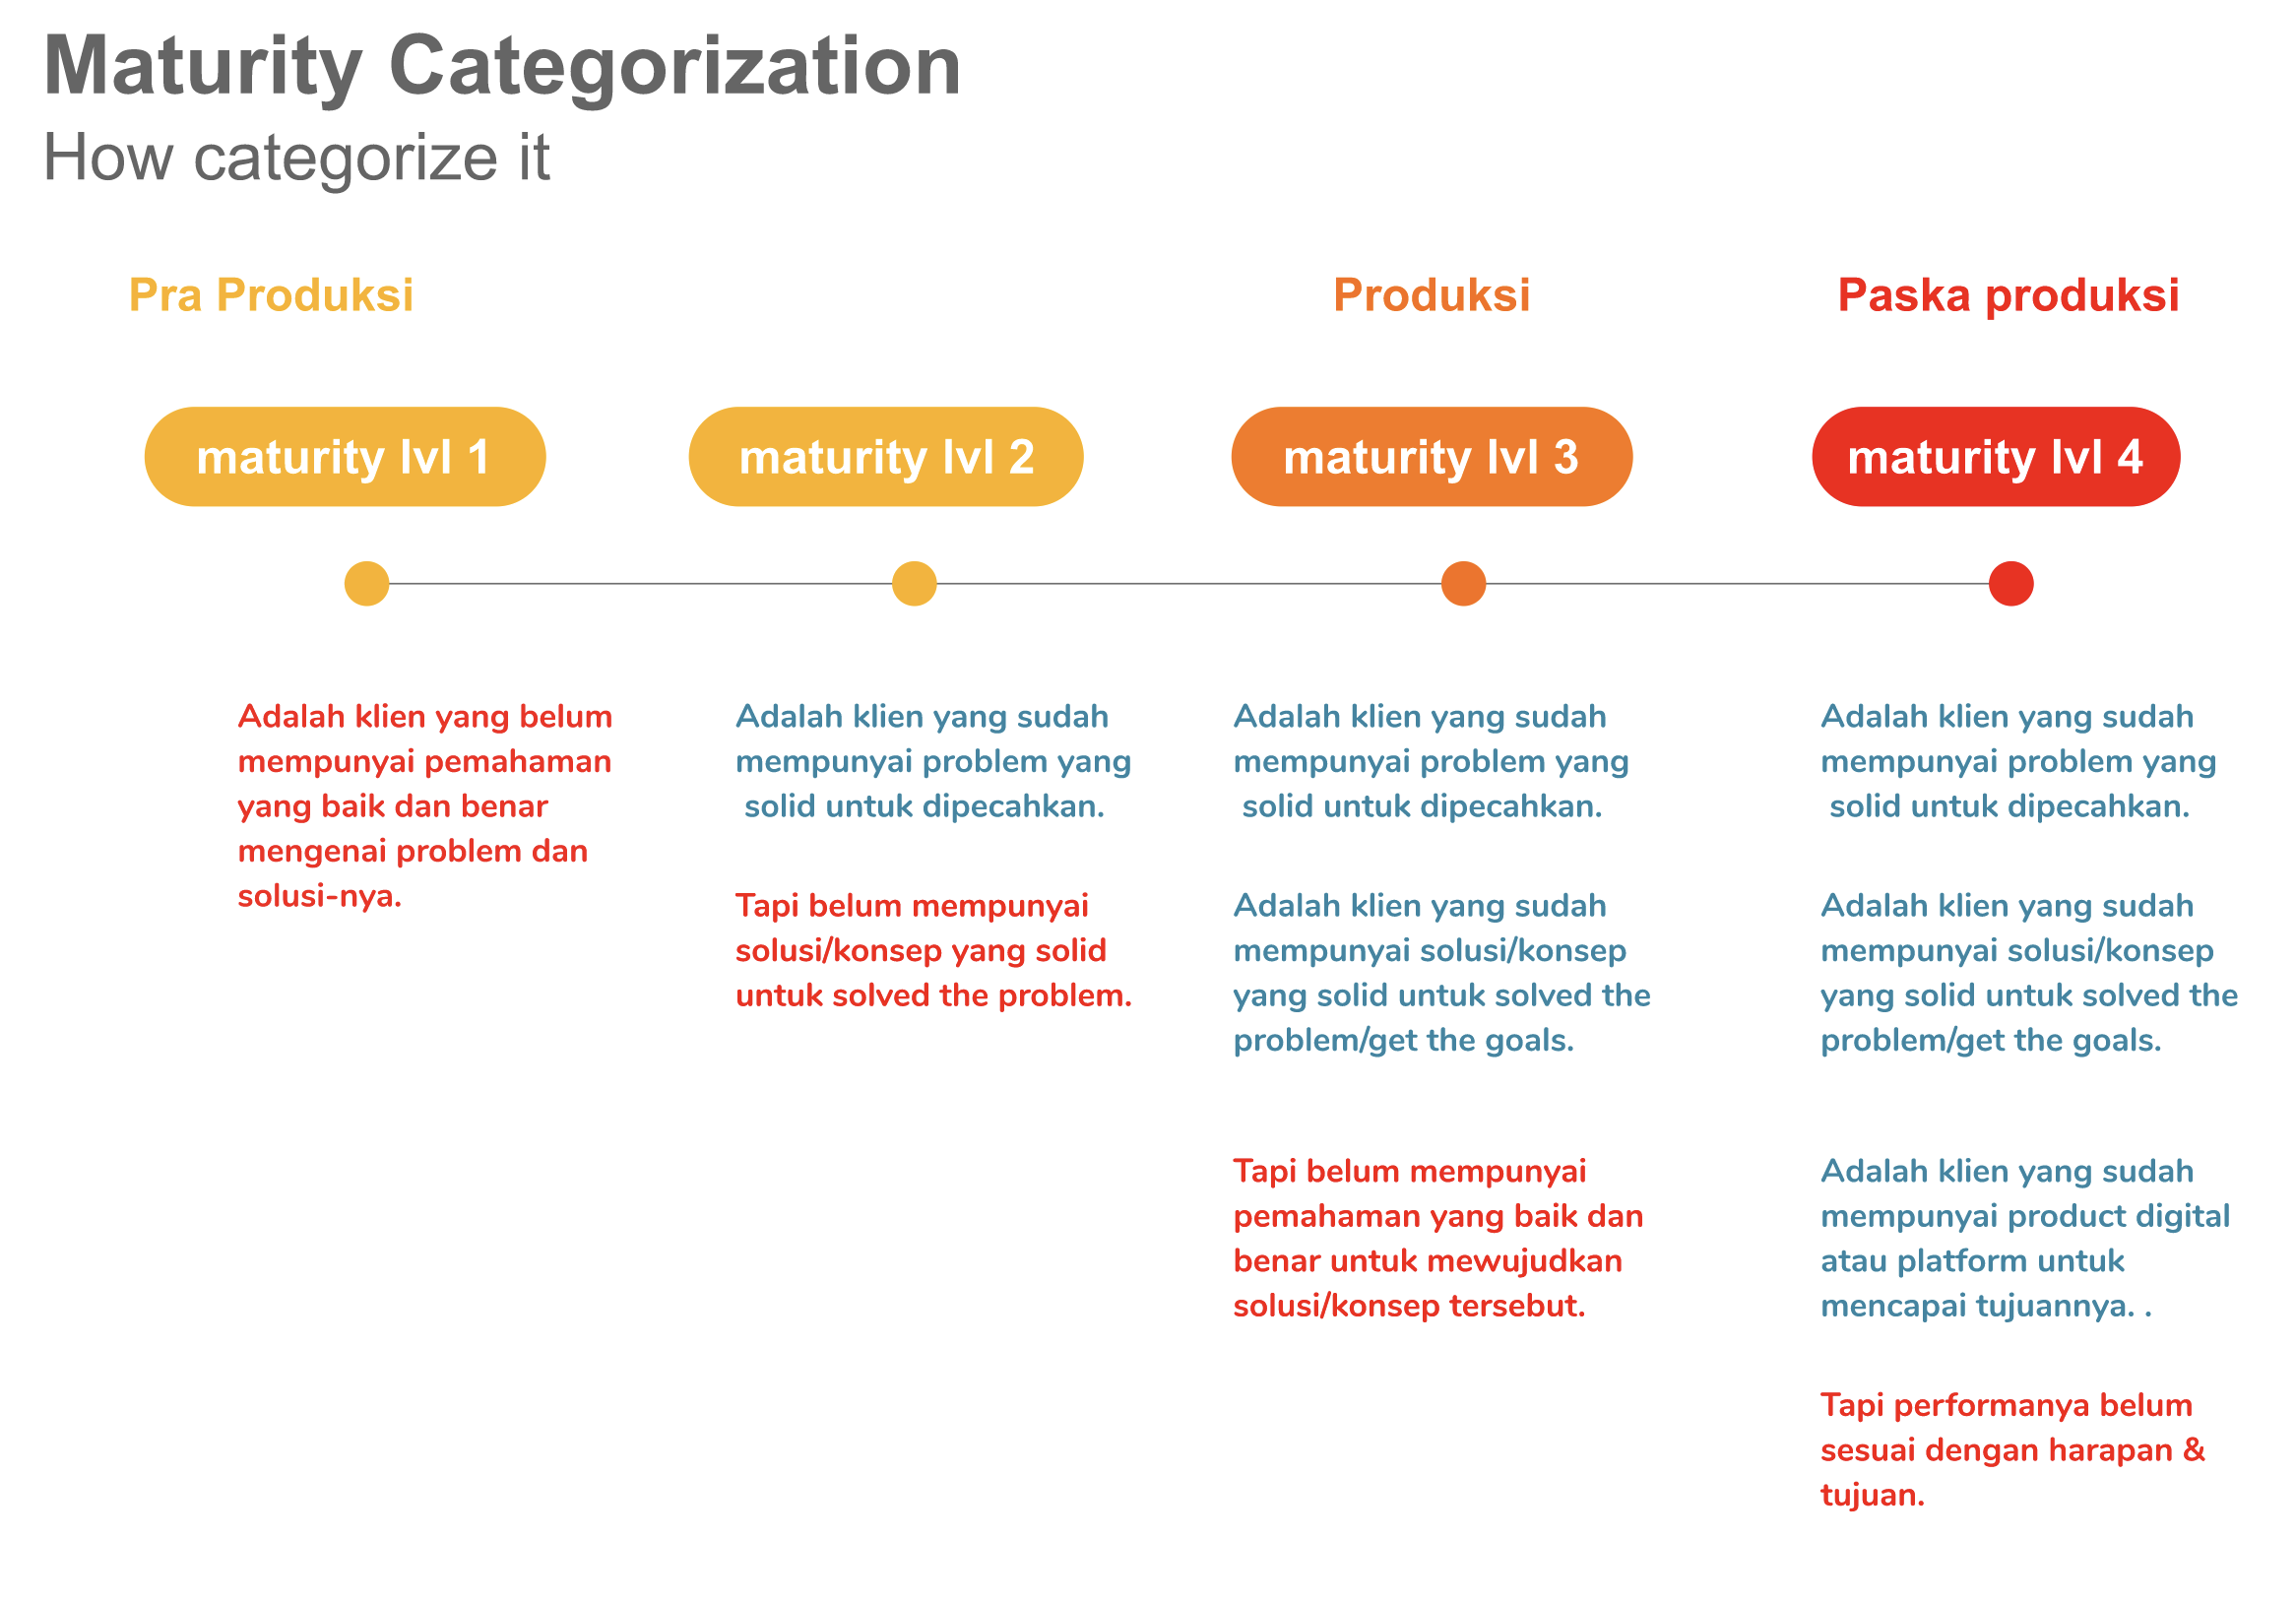 Maturity Categorization
How categorize it
Pra Produksi
Produksi
Paska produksi
maturity lvl 1
maturity lvl 2
maturity lvl 3
maturity lvl 4
Adalah klien yang belum
mempunyai pemahaman
yang baik dan benar
mengenai problem dan
solusi-nya.
Adalah klien yang sudah
mempunyai problem yang
solid untuk dipecahkan.
Tapi belum mempunyai
solusi/konsep yang solid
untuk solved the problem.
Adalah klien yang sudah
mempunyai problem yang
solid untuk dipecahkan.
Adalah klien yang sudah
mempunyai solusi/konsep
yang solid untuk solved the
problem/get the goals.
Tapi belum mempunyai
pemahaman yang baik dan
benar untuk mewujudkan
solusi/konsep tersebut.
Adalah klien yang sudah
mempunyai problem yang
solid untuk dipecahkan.
Adalah klien yang sudah
mempunyai solusi/konsep
yang solid untuk solved the
problem/get the goals.
Adalah klien yang sudah
mempunyai product digital
atau platform untuk
mencapai tujuannya. .
Tapi performanya belum
sesuai dengan harapan &
tujuan.